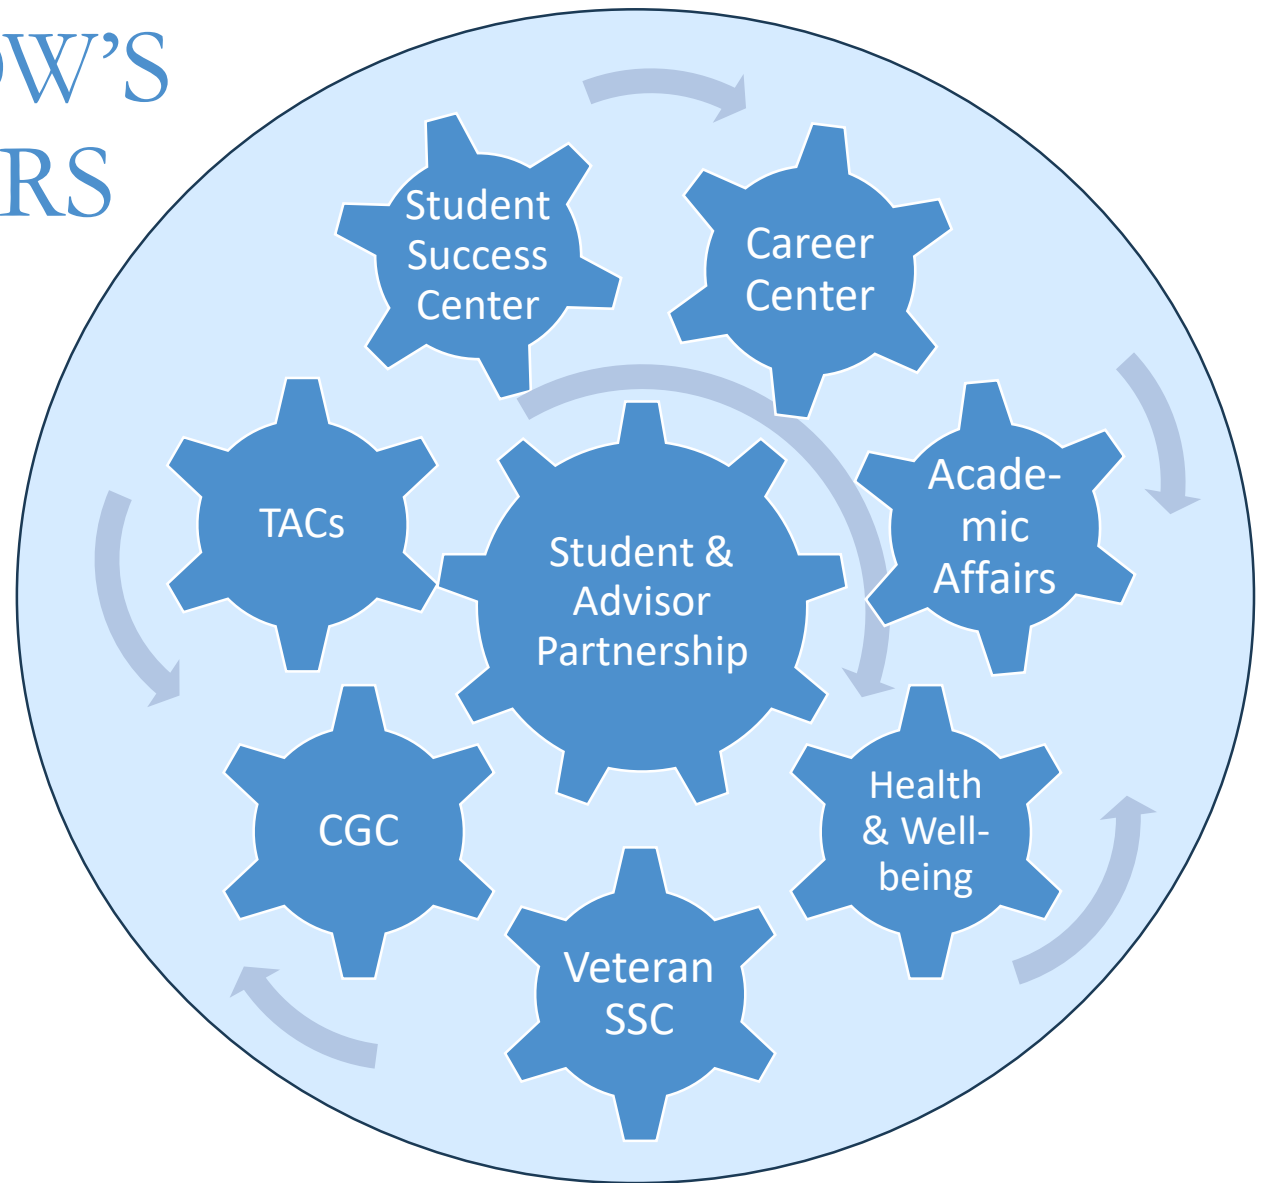 OW’S
RS
Student
Success
Center
Career
Center
TACs
Acade-
mic
Affairs
Student &
Advisor
Partnership
CGC
Health
& Well-
being
Veteran
SSC